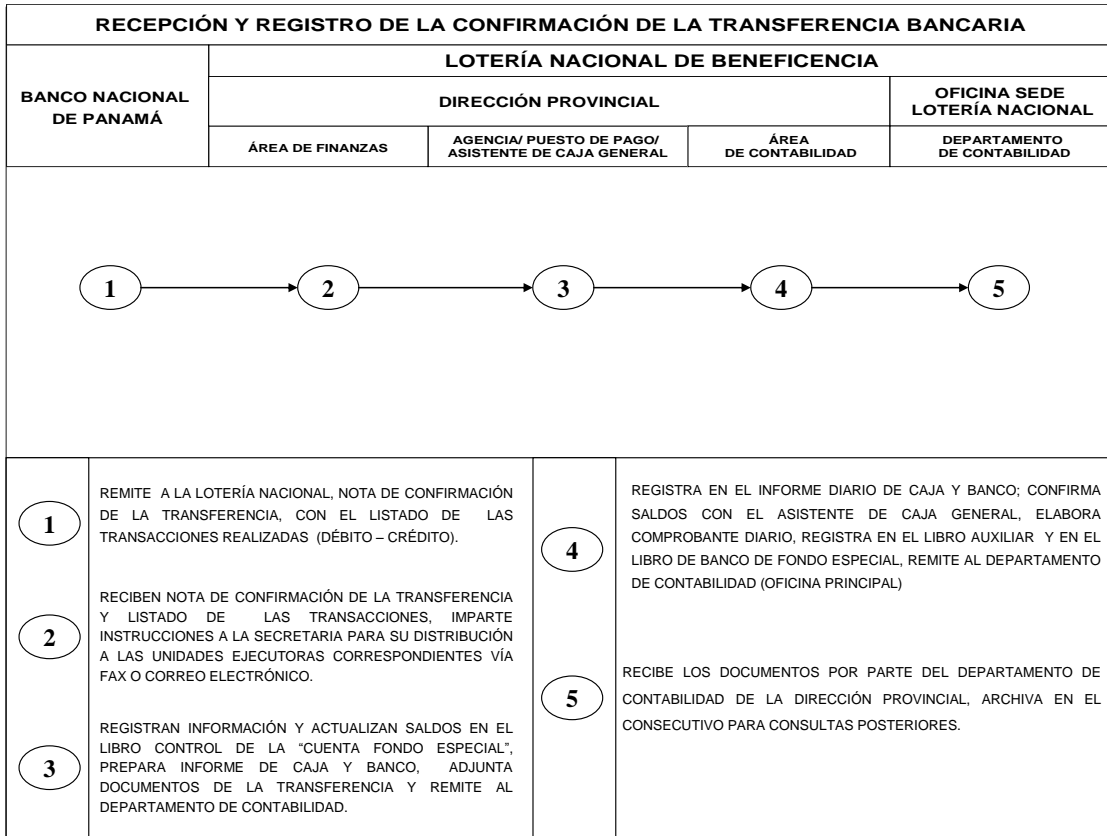 RECEPCIÓN Y REGISTRO DE LA CONFIRMACIÓN DE LA TRANSFERENCIA BANCARIA
LOTERÍA NACIONAL DE BENEFICENCIA
BANCO NACIONAL
DE PANAMÁ
DIRECCIÓN PROVINCIAL
OFICINA SEDE
LOTERÍA NACIONAL
ÁREA DE FINANZAS
AGENCIA/ PUESTO DE PAGO/
ASISTENTE DE CAJA GENERAL
ÁREA
DE CONTABILIDAD
DEPARTAMENTO
DE CONTABILIDAD
1
2
3
4
5
1
REMITE A LA LOTERÍA NACIONAL, NOTA DE CONFIRMACIÓN
DE LA TRANSFERENCIA, CON EL LISTADO DE LAS
TRANSACCIONES REALIZADAS (DÉBITO – CRÉDITO).
2
RECIBEN NOTA DE CONFIRMACIÓN DE LA TRANSFERENCIA
Y LISTADO DE LAS TRANSACCIONES, IMPARTE
INSTRUCCIONES A LA SECRETARIA PARA SU DISTRIBUCIÓN
A LAS UNIDADES EJECUTORAS CORRESPONDIENTES VÍA
FAX O CORREO ELECTRÓNICO.
3
REGISTRAN INFORMACIÓN Y ACTUALIZAN SALDOS EN EL
LIBRO CONTROL DE LA “CUENTA FONDO ESPECIAL”,
PREPARA INFORME DE CAJA Y BANCO, ADJUNTA
DOCUMENTOS DE LA TRANSFERENCIA Y REMITE AL
DEPARTAMENTO DE CONTABILIDAD.
4
REGISTRA EN EL INFORME DIARIO DE CAJA Y BANCO; CONFIRMA
SALDOS CON EL ASISTENTE DE CAJA GENERAL, ELABORA
COMPROBANTE DIARIO, REGISTRA EN EL LIBRO AUXILIAR Y EN EL
LIBRO DE BANCO DE FONDO ESPECIAL, REMITE AL DEPARTAMENTO
DE CONTABILIDAD (OFICINA PRINCIPAL)
5
RECIBE LOS DOCUMENTOS POR PARTE DEL DEPARTAMENTO DE
CONTABILIDAD DE LA DIRECCIÓN PROVINCIAL, ARCHIVA EN EL
CONSECUTIVO PARA CONSULTAS POSTERIORES.